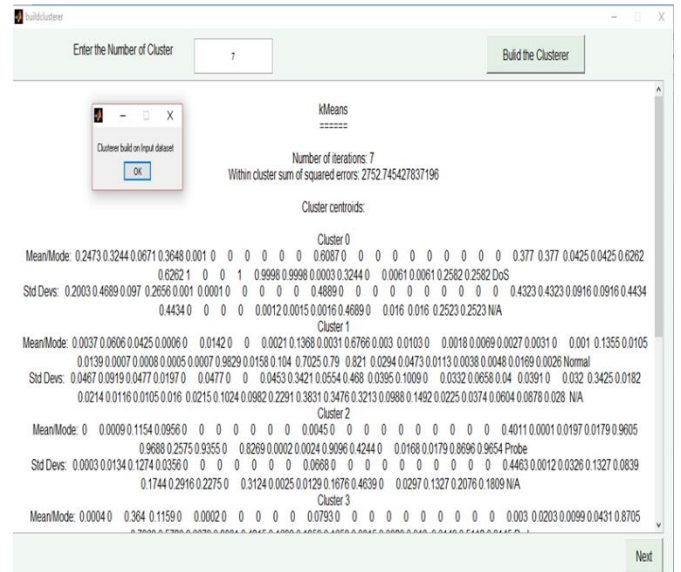 buildclusterer
Enter the Number of Cluster
7
Bulid the Clusterer
Clusterer build on Input dataset
OK
kMeans
======
Number of iterations: 7
Within cluster sum of squared errors: 2752.745427837196
Cluster centroids:
Cluster 0
Mean/Mode: 0.2473 0.3244 0.0671 0.3648 0.001 0 0 0 0 0 0 0.6087 0 0 0 0 0 0 0 0 0 0.377 0.377 0.0425 0.0425 0.6262
0.6262 1 0 0 1 0.9998 0.9998 0.0003 0.3244 0 0.0061 0.0061 0.2582 0.2582 DoS
Std Devs: 0.2003 0.4689 0.097 0.2656 0.001 0.0001 0 0 0 0 0 0.4889 0 0 0 0 0 0 0 0 0 0.4323 0.4323 0.0916 0.0916 0.4434
0.4434 0 0 0 0 0.0012 0.0015 0.0016 0.4689 0 0.016 0.016 0.2523 0.2523 N/A
Cluster 1
Mean/Mode: 0.0037 0.0606 0.0425 0.0006 0 0.0142 0 0 0.0021 0.1368 0.0031 0.6766 0.003 0.0103 0 0.0018 0.0069 0.0027 0.0031 0 0.001 0.1355 0.0105
0.0139 0.0007 0.0008 0.0005 0.0007 0.9829 0.0158 0.104 0.7025 0.79 0.821 0.0294 0.0473 0.0113 0.0038 0.0048 0.0169 0.0026 Normal
Std Devs: 0.0467 0.0919 0.0477 0.0197 0 0.0477 0 0 0.0453 0.3421 0.0554 0.468 0.0395 0.1009 0 0.0332 0.0658 0.04 0.0391 0 0.032 0.3425 0.0182
0.0214 0.0116 0.0105 0.016 0.0215 0.1024 0.0982 0.2291 0.3831 0.3476 0.3213 0.0988 0.1492 0.0225 0.0374 0.0604 0.0878 0.028 N/A
Cluster 2
Mean/Mode: 0 0.0009 0.1154 0.0956 0 0 0 0 0 0 0 0.0045 0 0 0 0 0 0 0 0 0 0.4011 0.0001 0.0197 0.0179 0.9605
0.9688 0.2575 0.9355 0 0.8269 0.0002 0.0024 0.9096 0.4244 0 0.0168 0.0179 0.8696 0.9654 Probe
Std Devs: 0.0003 0.0134 0.1274 0.0356 0 0 0 0 0 0 0 0.0668 0 0 0 0 0 0 0 0 0 0.4463 0.0012 0.0326 0.1327 0.0839
0.1744 0.2916 0.2275 0 0.3124 0.0025 0.0129 0.1676 0.4639 0 0.0297 0.1327 0.2076 0.1809 N/A
Cluster 3
Mean/Mode: 0.0004 0 0.364 0.1159 0 0.0002 0 0 0 0 0 0.0793 0 0 0 0 0 0 0 0 0 0.003 0.0203 0.0099 0.0431 0.8705
Next